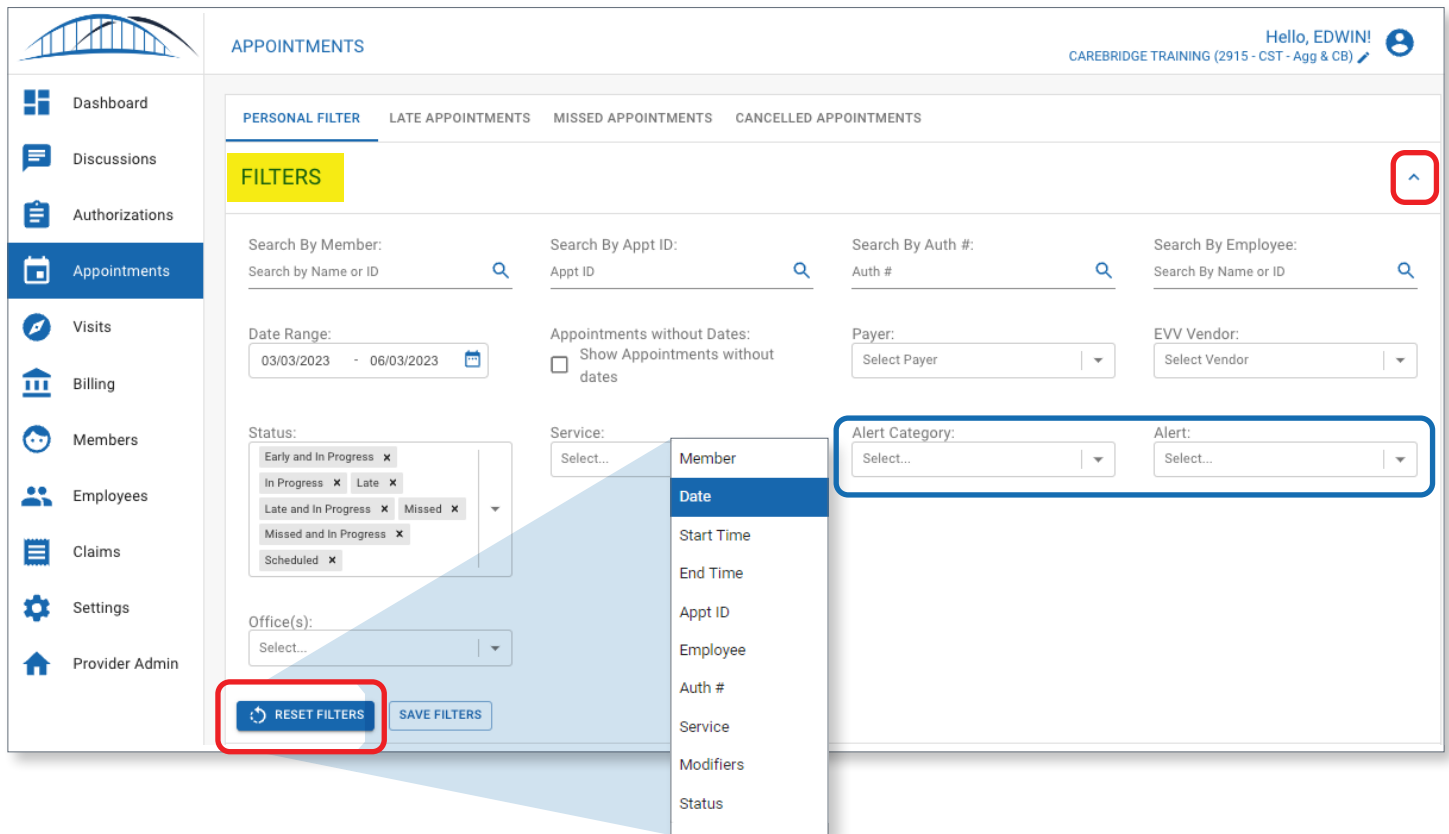 APPOINTMENTS
Hello, EDWIN!
CAREBRIDGE TRAINING (2915 - CST - Agg & CB)
Dashboard
Discussions
Authorizations
Appointments
Visits
Billing
Members
Employees
Claims
Settings
Provider Admin
PERSONAL FILTER
LATE APPOINTMENTS
MISSED APPOINTMENTS
CANCELLED APPOINTMENTS
FILTERS
Search By Member:
Search by Name or ID
Search By Appt ID:
Appt ID
Search By Auth #:
Auth #
Search By Employee:
Search By Name or ID
Date Range:
03/03/2023 - 06/03/2023
Appointments without Dates:
Show Appointments without
dates
Payer:
Select Payer
EVV Vendor:
Select Vendor
Status:
Early and In Progress x
In Progress x Late x
Late and In Progress x Missed x
Missed and In Progress x
Scheduled x
Service:
Select...
Alert Category:
Select...
Alert:
Select...
Office(s):
Select...
RESET FILTERS
SAVE FILTERS
Member
Date
Start Time
End Time
Appt ID
Employee
Auth #
Service
Modifiers
Status